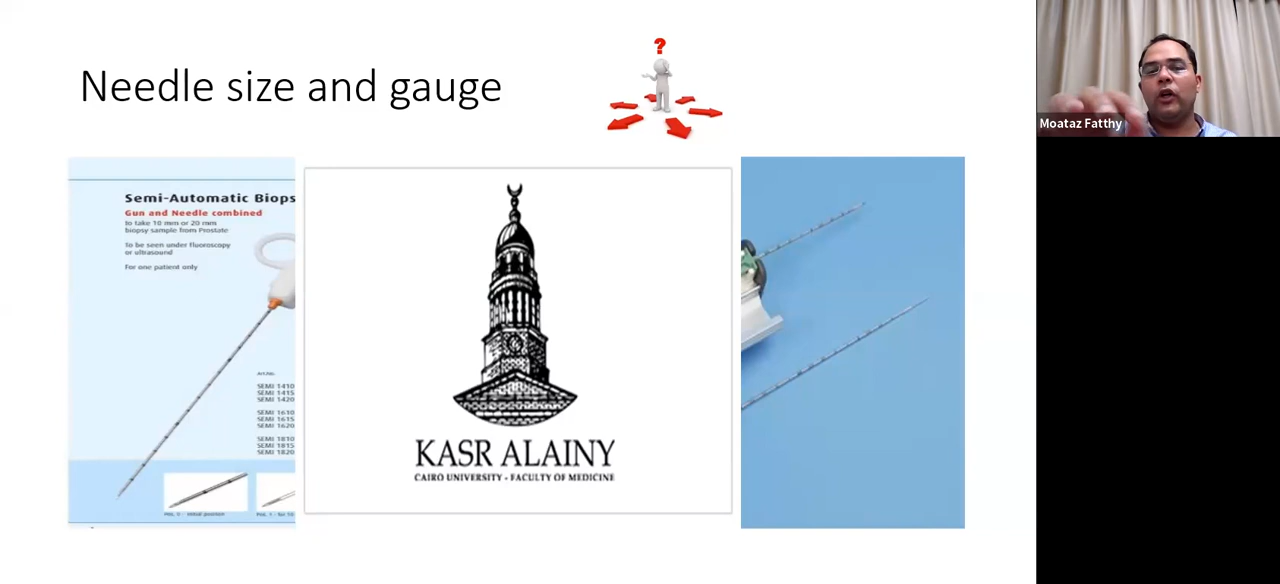 Needle size and gauge
?
Semi-Automatic Biops
Gun and Needle combined
to take 10 mm or 20 mm
biopsy sample from Prostate
To be seen under fluoroscopy
or ultrasound
For one patient only
Art.No.
SEMI 1410
SEMI 1415
SEMI 1420
SEMI 1610
SEMI 1615
SEMI 1620
SEMI 1810
SEMI 1815
SEMI 1820
KASR ALAINY
CAIRO UNIVERSITY - FACULTY OF MEDICINE
Moataz Fatthy